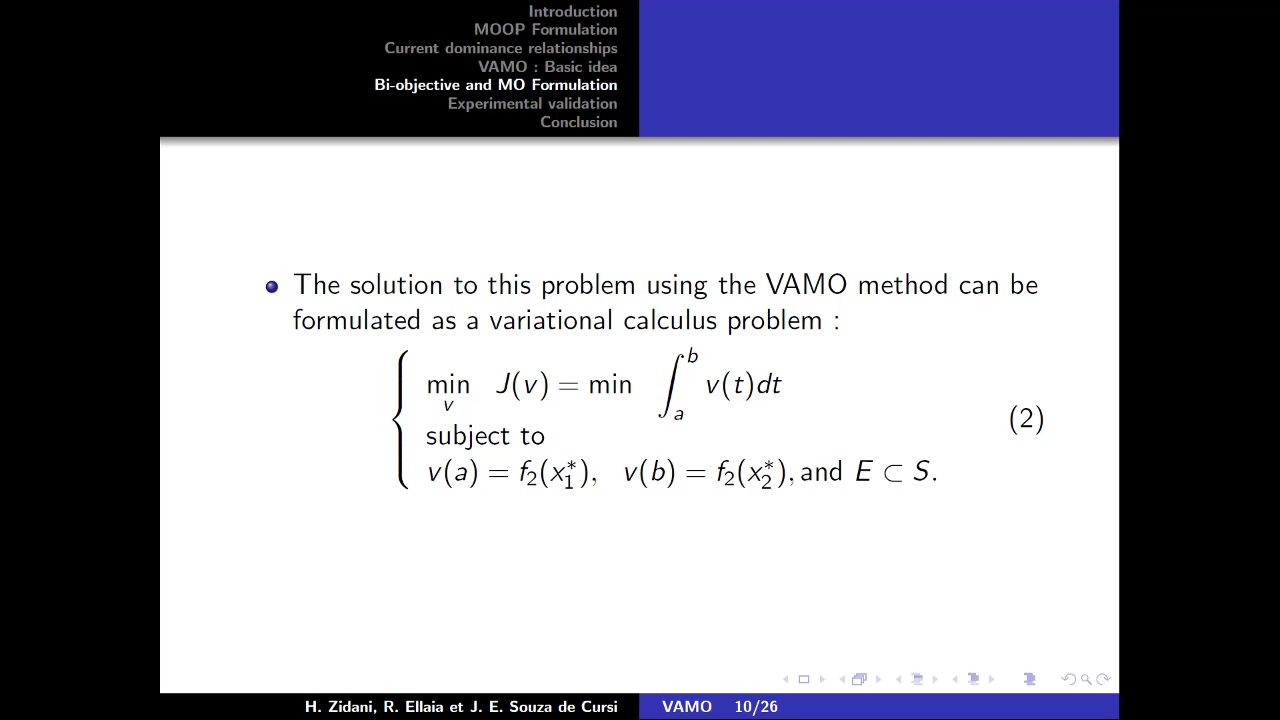 Introduction
MOOP Formulation
Current dominance relationships
VAMO : Basic idea
Bi-objective and MO Formulation
Experimental validation
Conclusion
The solution to this problem using the VAMO method can be
formulated as a variational calculus problem :
min_v J(v) = min ∫_a^b v(t)dt
subject to
v(a) = f_2(x_1^*), v(b) = f_2(x_2^*), and E ⊂ S.
(2)
H. Zidani, R. Ellaia et J. E. Souza de Cursi
VAMO 10/26